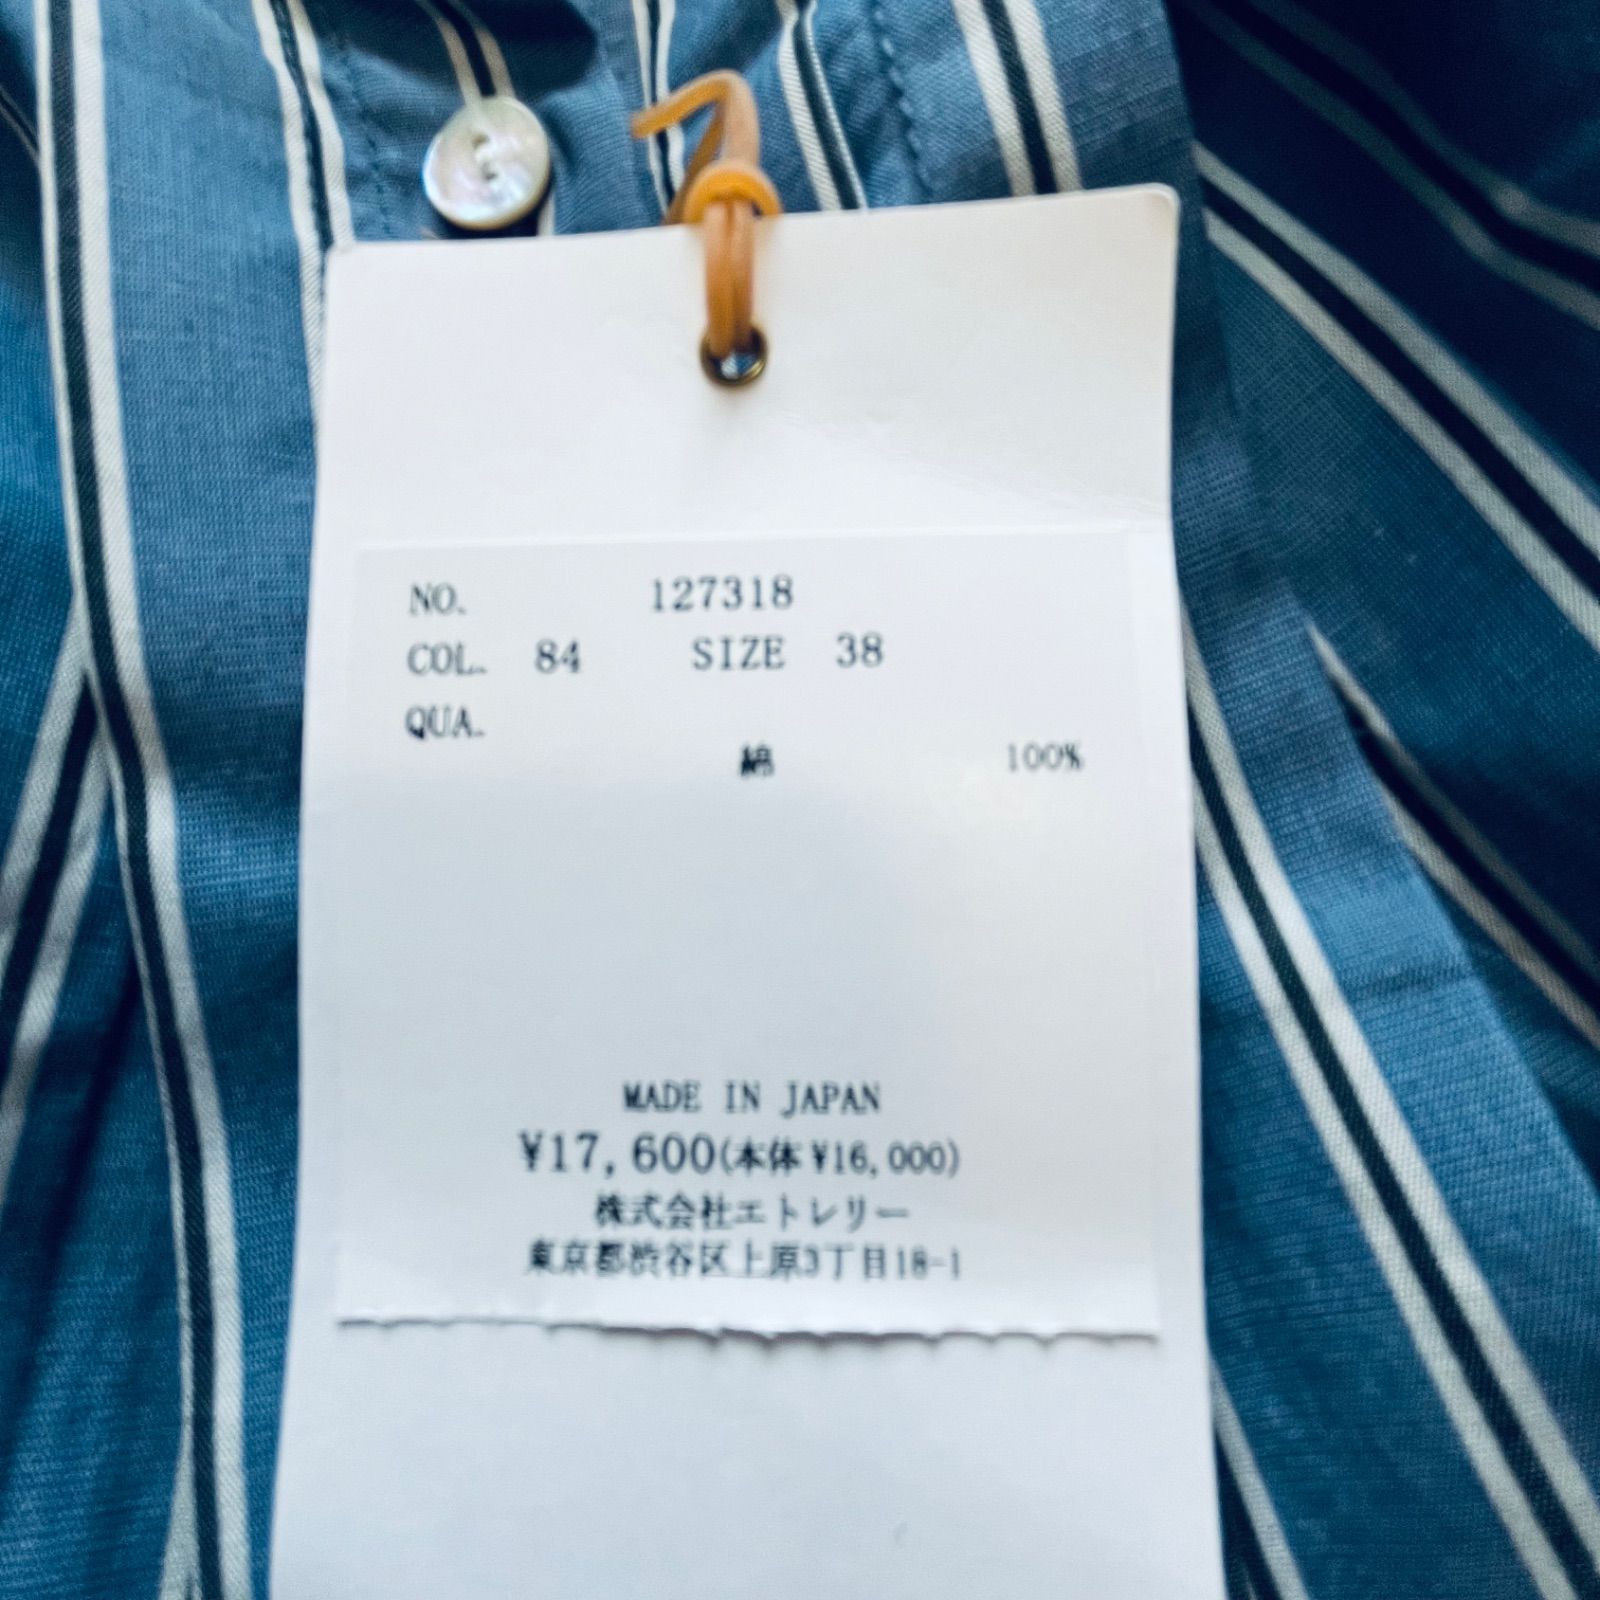 NO. 127318
COL. 84 SIZE 38
QUA.
綿 100%
MADE IN JAPAN
¥17,600(本体¥16,000)
株式会社エトレリー
東京都渋谷区上原3丁目18-1